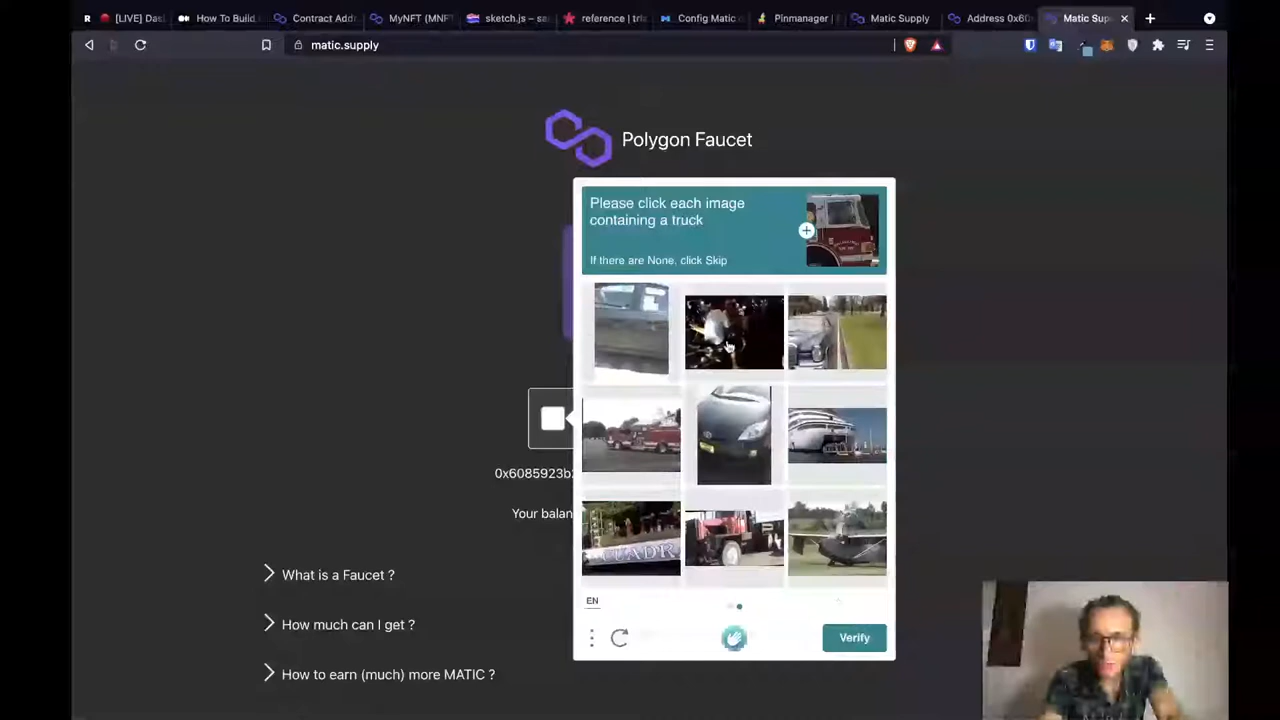 [LIVE] Das
How To Build
Contract Addr
MyNFT (MNF
sketch.js – sa
reference | tri
Config Matic
Pinmanager |
Matic Supply
Address 0x60
Matic Sup
matic.supply
Polygon Faucet
Please click each image
containing a truck
If there are None, click Skip
0x6085923b
Your balan
CUADR
What is a Faucet ?
EN
How much can I get ?
Verify
How to earn (much) more MATIC ?